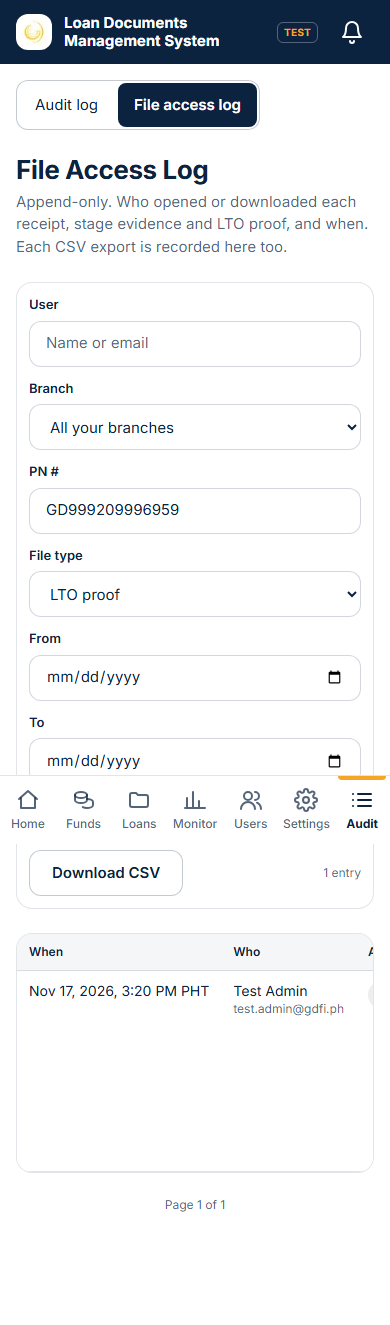 Loan Documents
Management System
TEST
Audit log
File access log
File Access Log
Append-only. Who opened or downloaded each
receipt, stage evidence and LTO proof, and when.
Each CSV export is recorded here too.
User
Name or email
Branch
All your branches
PN #
GD999209996959
File type
LTO proof
From
mm/dd/yyyy
To
mm/dd/yyyy
Home
Funds
Loans
Monitor
Users
Settings
Audit
Download CSV
1 entry
When
Who
Nov 17, 2026, 3:20 PM PHT
Test Admin
test.admin@gdfi.ph
Page 1 of 1